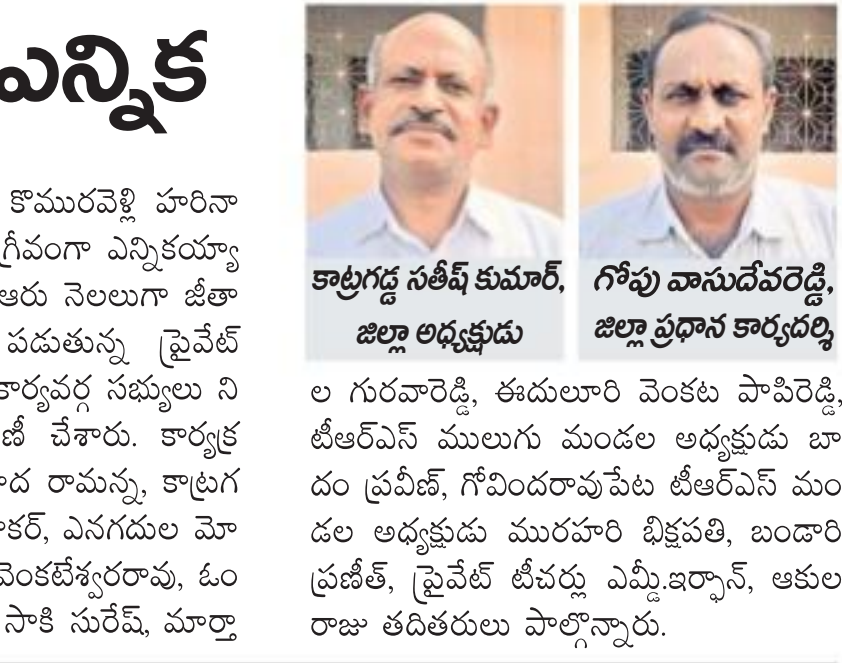 ఎన్నిక
కొమురవెళ్లి హరినా
గ్రీవంగా ఎన్నికయ్యా
ఆరు నెలలుగా జీతా
పడుతున్న ప్రైవేట్
కార్యవర్గ సభ్యులు ని
ణీ చేశారు. కార్యక్ర
ద రామన్న, కాట్రగ
కర్, ఎనగదుల మో
వెంకటేశ్వరరావు, ఓం
సాకి సురేష్, మార్తా
కాట్రగడ్డ సతీష్ కుమార్,
జిల్లా అధ్యక్షుడు
గోపు వాసుదేవరెడ్డి,
జిల్లా ప్రధాన కార్యదర్శి
ల గురవారెడ్డి, ఈదులూరి వెంకట పాపిరెడ్డి,
టీఆర్ఎస్ ములుగు మండల అధ్యక్షుడు బా
దం ప్రవీణ్, గోవిందరావుపేట టీఆర్ఎస్ మం
డల అధ్యక్షుడు మురహరి భిక్షపతి, బండారి
ప్రణీత్, ప్రైవేట్ టీచర్లు ఎమ్డీ.ఇర్ఫాన్, ఆకుల
రాజు తదితరులు పాల్గొన్నారు.